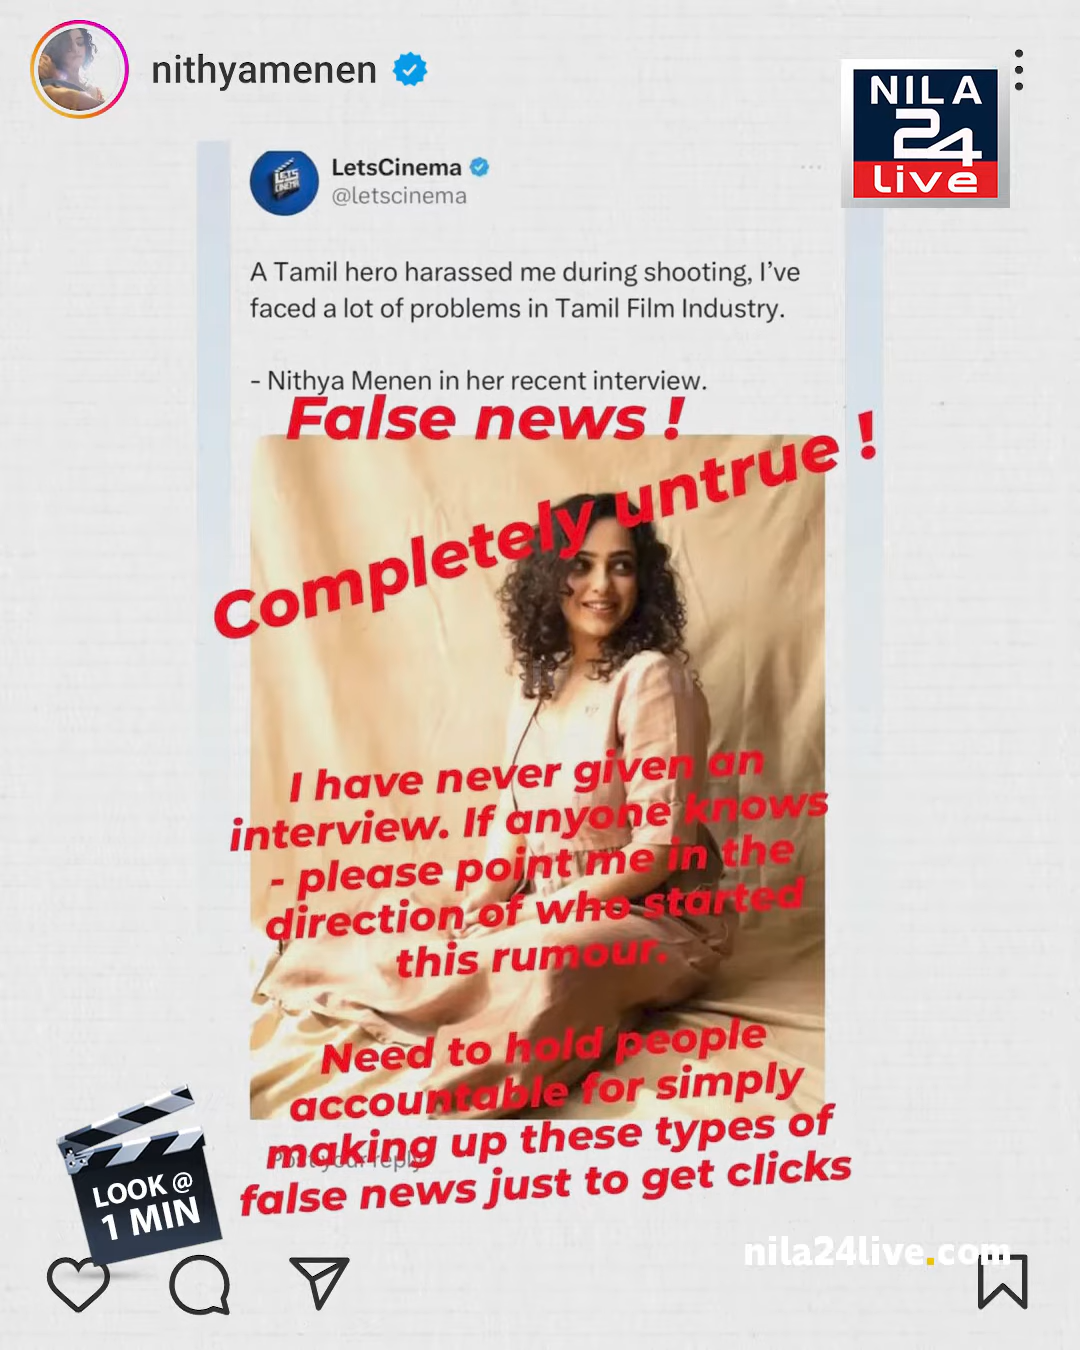 nithyamenen
NILA
24
Live
LetsCinema
@letscinema
A Tamil hero harassed me during shooting, I've
faced a lot of problems in Tamil Film Industry.
- Nithya Menen in her recent interview.
False news !
Completely untrue !
I have never given an
interview. If anyone knows
- please point me in the
direction of who started
this rumour.
Need to hold people
accountable for simply
making up these types of
Post your reply
false news just to get clicks
LOOK @
1 MIN
nila24live.com